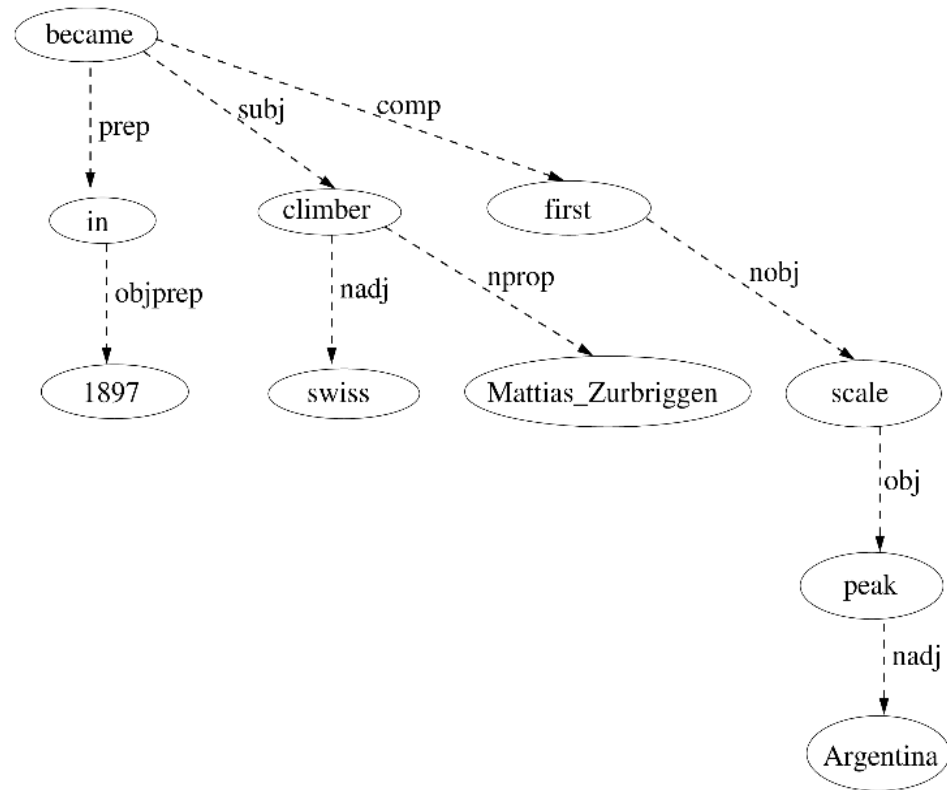 became
prep
subj
comp
in
climber
first
objprep
nadj
nprop
nobj
1897
swiss
Mattias_Zurbriggen
scale
obj
peak
nadj
Argentina